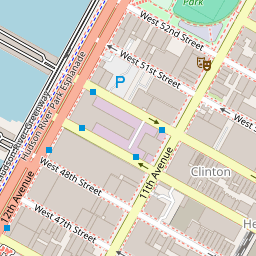 Park
West 52nd Street
West 51st Street
P
Hudson River Park Esplanade
Hudson River Greenway
12th Avenue
11th Avenue
Clinton
West 48th Street
West 47th Street
He